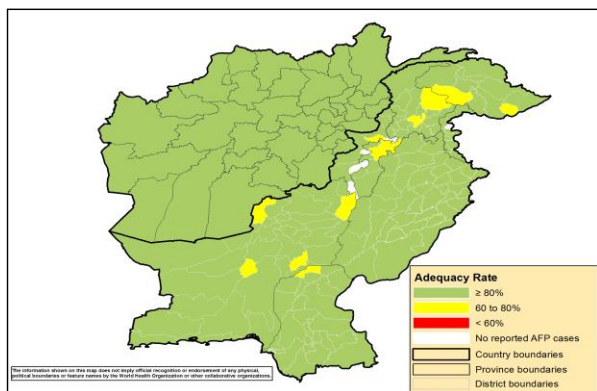 Adequacy Rate
≥ 80%
60 to 80%
< 60%
No reported AFP cases
Country boundaries
Province boundaries
District boundaries
The information shown on this map does not imply official recognition or endorsement of any physical,
political boundaries or feature names by the World Health Organization or other collaborative organizations.